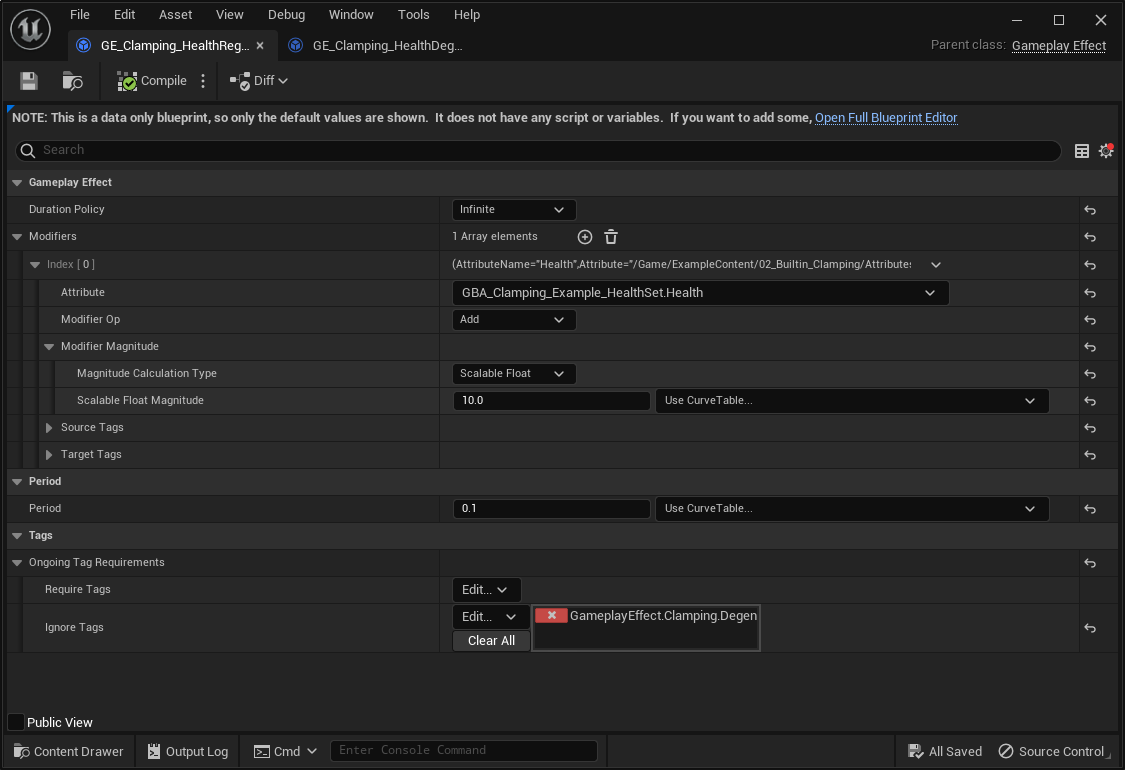 File Edit Asset View Debug Window Tools Help
GE_Clamping_HealthReg... GE_Clamping_HealthDeg...
Parent class: Gameplay Effect
Compile Diff
NOTE: This is a data only blueprint, so only the default values are shown. It does not have any script or variables. If you want to add some, Open Full Blueprint Editor
Search
Gameplay Effect
Duration Policy Infinite
Modifiers 1 Array elements
Index [ 0 ] (AttributeName="Health",Attribute="/Game/ExampleContent/02_Builtin_Clamping/Attributes
Attribute GBA_Clamping_Example_HealthSet.Health
Modifier Op Add
Modifier Magnitude
Magnitude Calculation Type Scalable Float
Scalable Float Magnitude 10.0 Use CurveTable...
Source Tags
Target Tags
Period
Period 0.1 Use CurveTable...
Tags
Ongoing Tag Requirements
Require Tags Edit...
Ignore Tags Edit... GameplayEffect.Clamping.Degen
Clear All
Public View
Content Drawer Output Log Cmd Enter Console Command All Saved Source Control